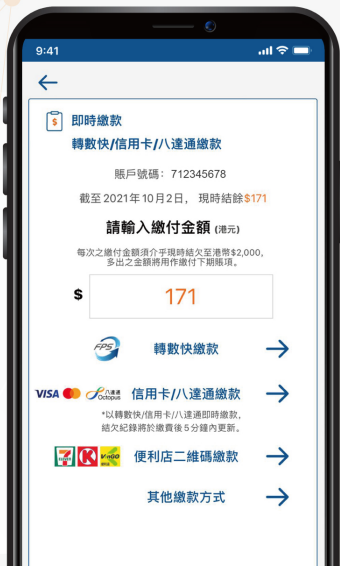 9:41
即時繳款
轉數快/信用卡/八達通繳款
賬戶號碼: 712345678
截至2021年10月2日, 現時結餘$171
請輸入繳付金額 (港元)
每次之繳付金額須介乎現時結欠至港幣$2,000,
多出之金額將用作繳付下期賬項。
$ 171
FPS 轉數快繳款
VISA 八達通 Octopus 信用卡/八達通繳款
*以轉數快/信用卡/八達通即時繳款,
結欠紀錄將於繳費後5分鐘內更新。
便利店二維碼繳款
其他繳款方式